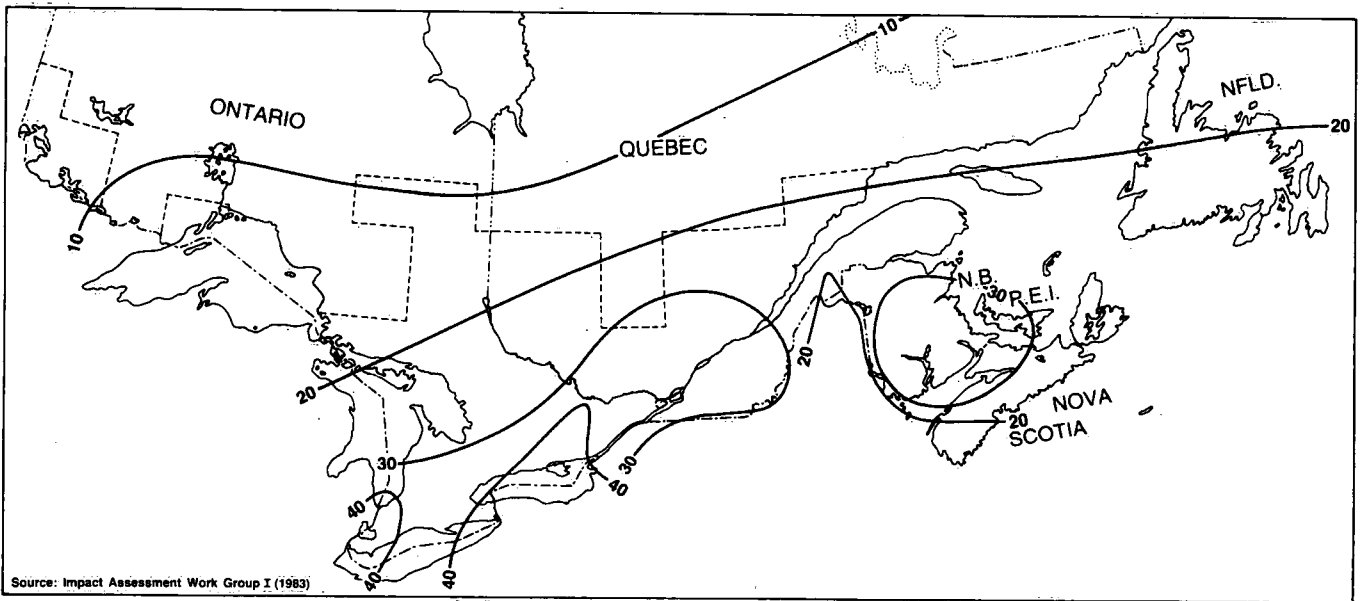 10
NFLD.
ONTARIO
20
QUEBEC
10
N.B.
30
P.E.I.
20
20
NOVA
20
SCOTIA
30
30
40
40
40
40
Source: Impact Assessment Work Group I (1983)